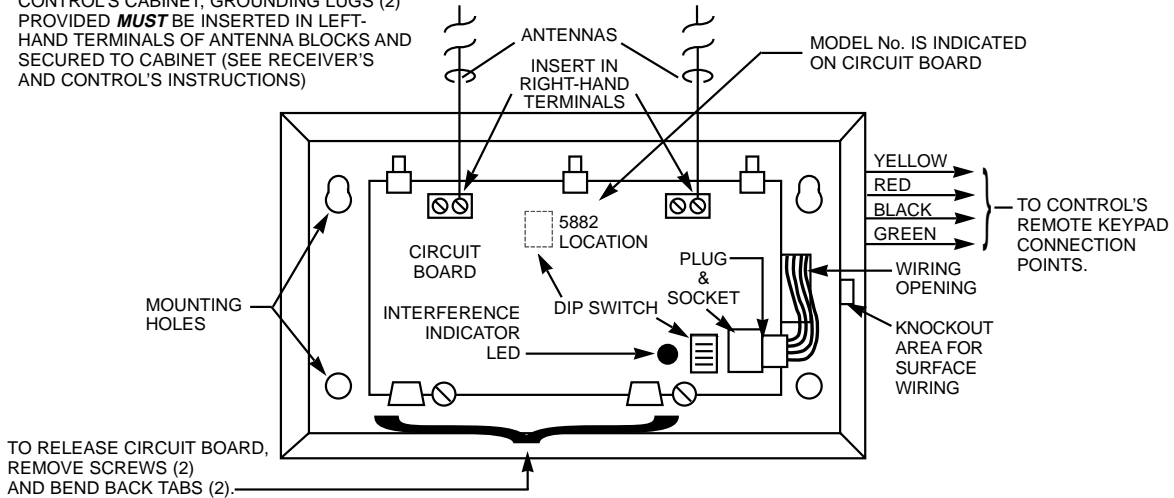 CONTROL'S CABINET, GROUNDING LUGS (2)
PROVIDED MUST BE INSERTED IN LEFT-
HAND TERMINALS OF ANTENNA BLOCKS AND
SECURED TO CABINET (SEE RECEIVER'S
AND CONTROL'S INSTRUCTIONS)
ANTENNAS
INSERT IN
RIGHT-HAND
TERMINALS
MODEL No. IS INDICATED
ON CIRCUIT BOARD
YELLOW
RED
BLACK
GREEN
TO CONTROL'S
REMOTE KEYPAD
CONNECTION
POINTS.
5882
LOCATION
CIRCUIT
BOARD
PLUG
&
SOCKET
WIRING
OPENING
MOUNTING
HOLES
INTERFERENCE
INDICATOR
LED
DIP SWITCH
KNOCKOUT
AREA FOR
SURFACE
WIRING
TO RELEASE CIRCUIT BOARD,
REMOVE SCREWS (2)
AND BEND BACK TABS (2).